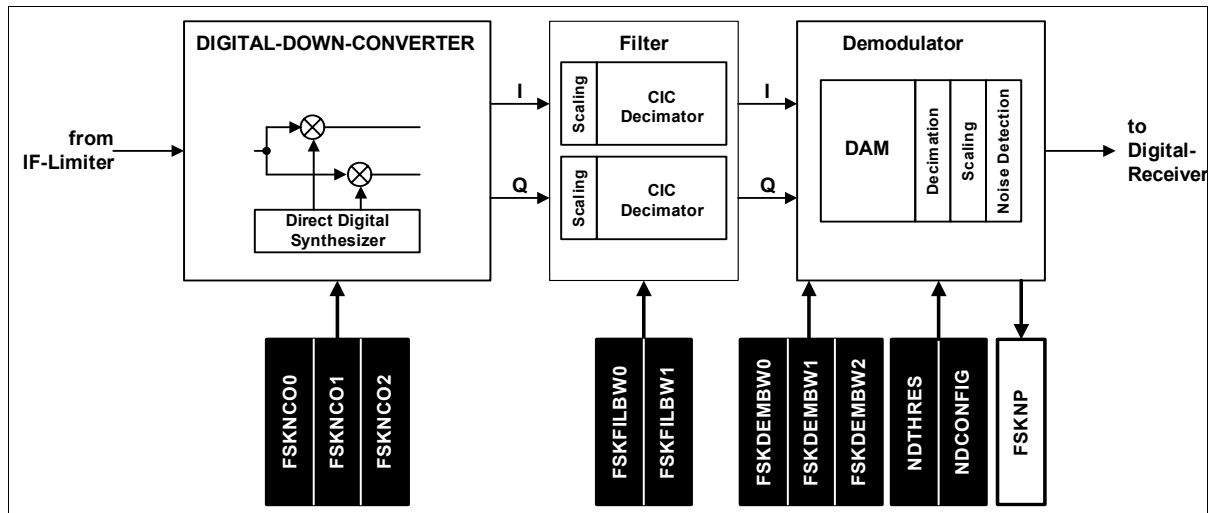 DIGITAL-DOWN-CONVERTER
Filter
Demodulator
from
IF-Limiter
Direct Digital
Synthesizer
I
Q
Scaling
CIC
Decimator
Scaling
CIC
Decimator
I
Q
DAM
Decimation
Scaling
Noise Detection
to
Digital-
Receiver
FSKNCO0
FSKNCO1
FSKNCO2
FSKFILBW0
FSKFILBW1
FSKDEMBW0
FSKDEMBW1
FSKDEMBW2
NDTHRES
NDCONFIG
FSKNP